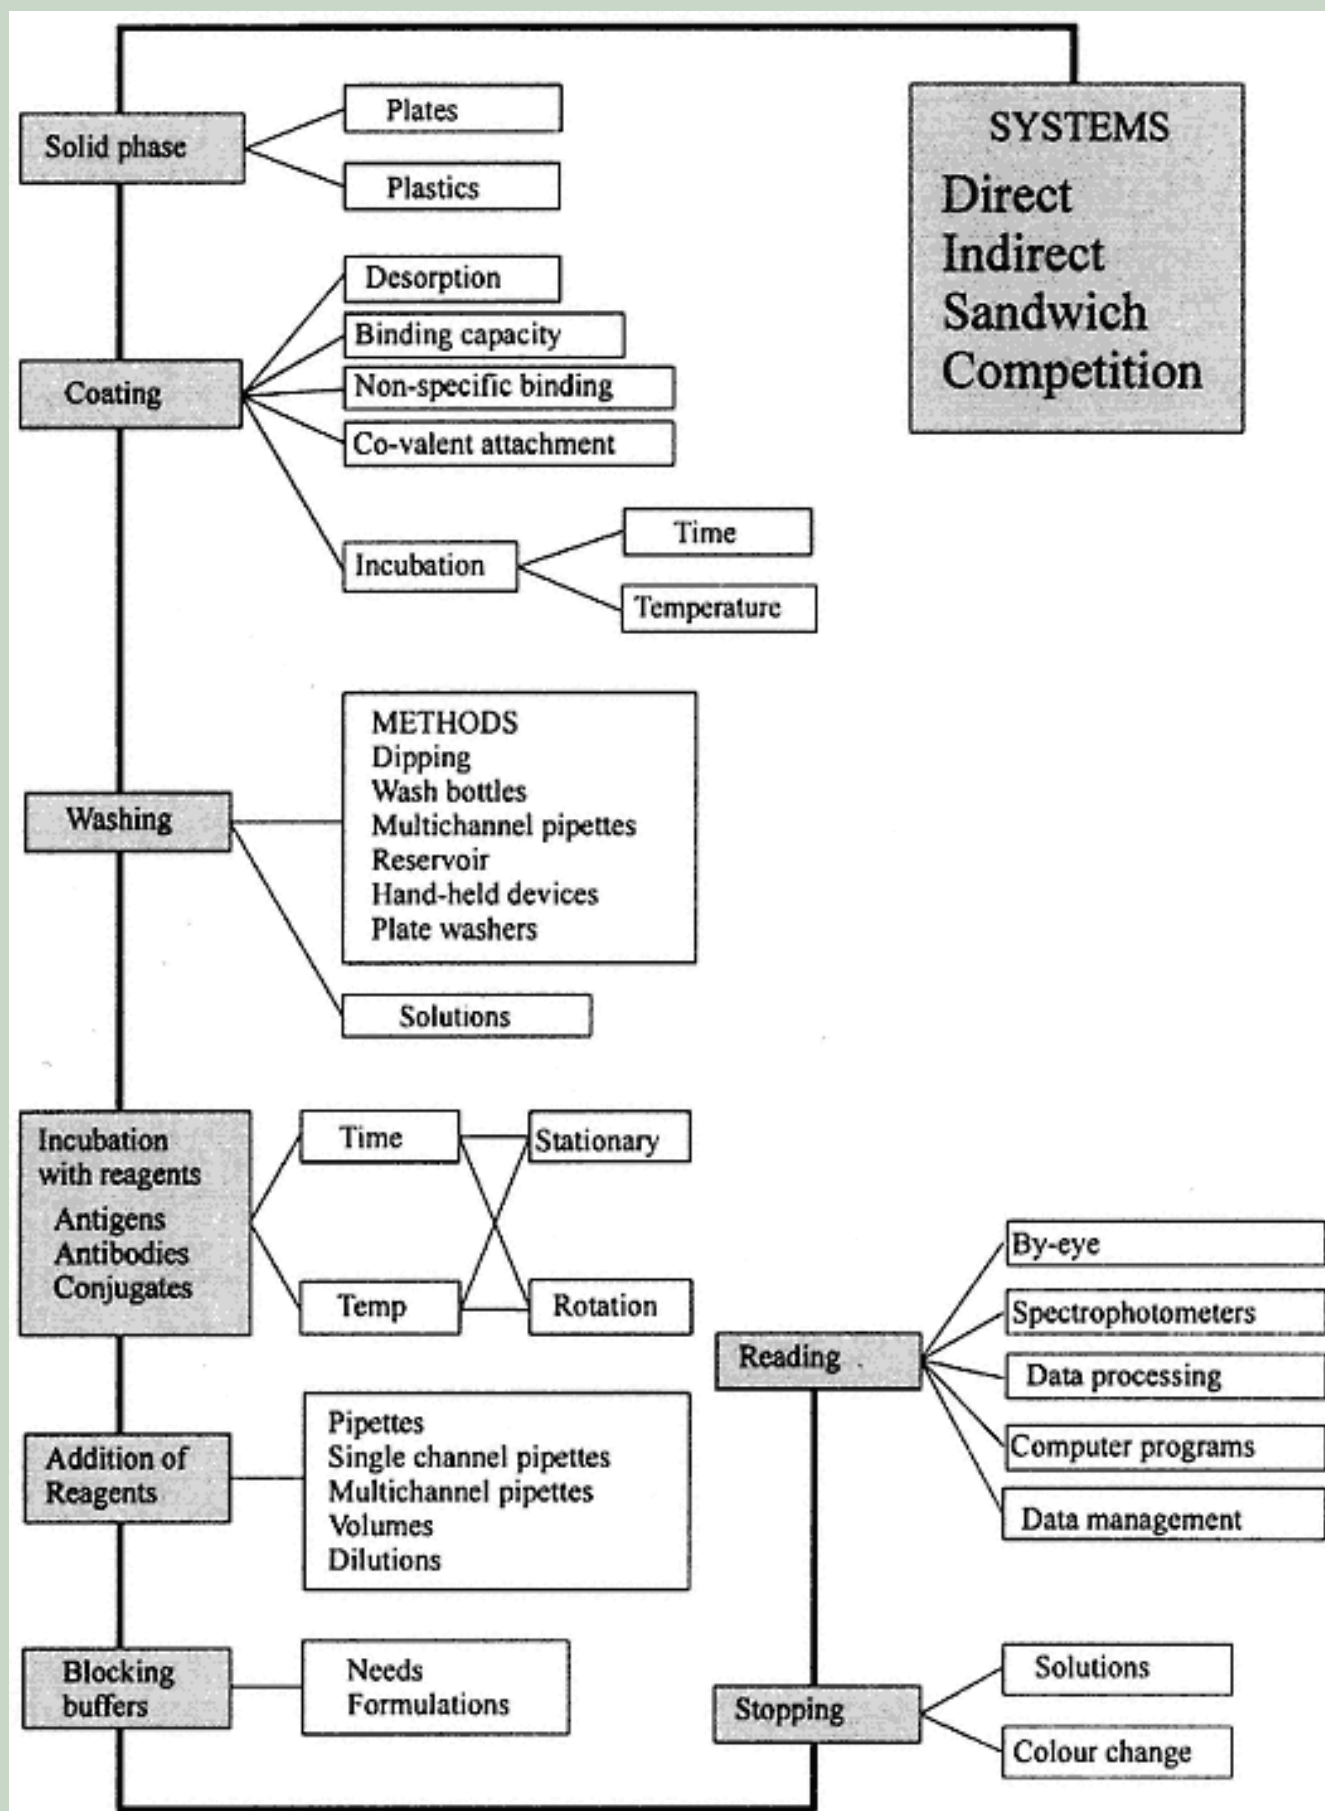 SYSTEMS
Direct
Indirect
Sandwich
Competition
Solid phase
Plates
Plastics
Coating
Desorption
Binding capacity
Non-specific binding
Co-valent attachment
Incubation
Time
Temperature
Washing
METHODS
Dipping
Wash bottles
Multichannel pipettes
Reservoir
Hand-held devices
Plate washers
Solutions
Incubation
with reagents
Antigens
Antibodies
Conjugates
Time
Temp
Stationary
Rotation
Addition of
Reagents
Pipettes
Single channel pipettes
Multichannel pipettes
Volumes
Dilutions
Blocking
buffers
Needs
Formulations
Reading
By-eye
Spectrophotometers
Data processing
Computer programs
Data management
Stopping
Solutions
Colour change